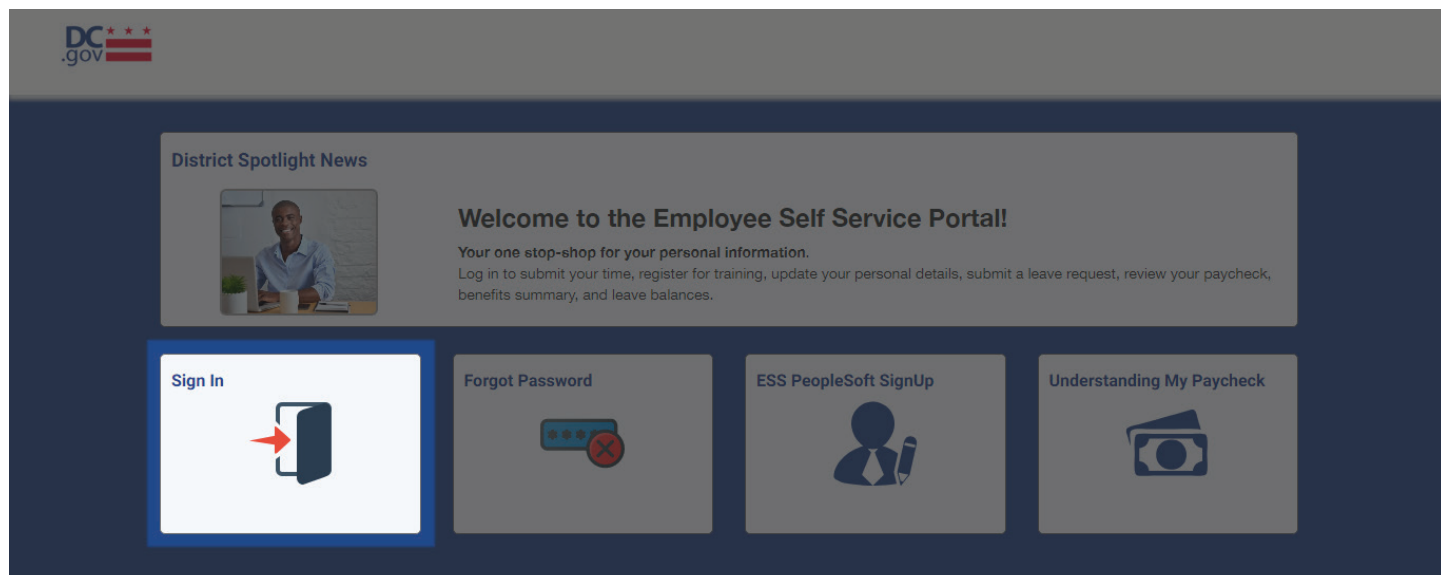 DC
.gov
District Spotlight News
Welcome to the Employee Self Service Portal!
Your one stop-shop for your personal information.
Log in to submit your time, register for training, update your personal details, submit a leave request, review your paycheck,
benefits summary, and leave balances.
Sign In
Forgot Password
ESS PeopleSoft SignUp
Understanding My Paycheck